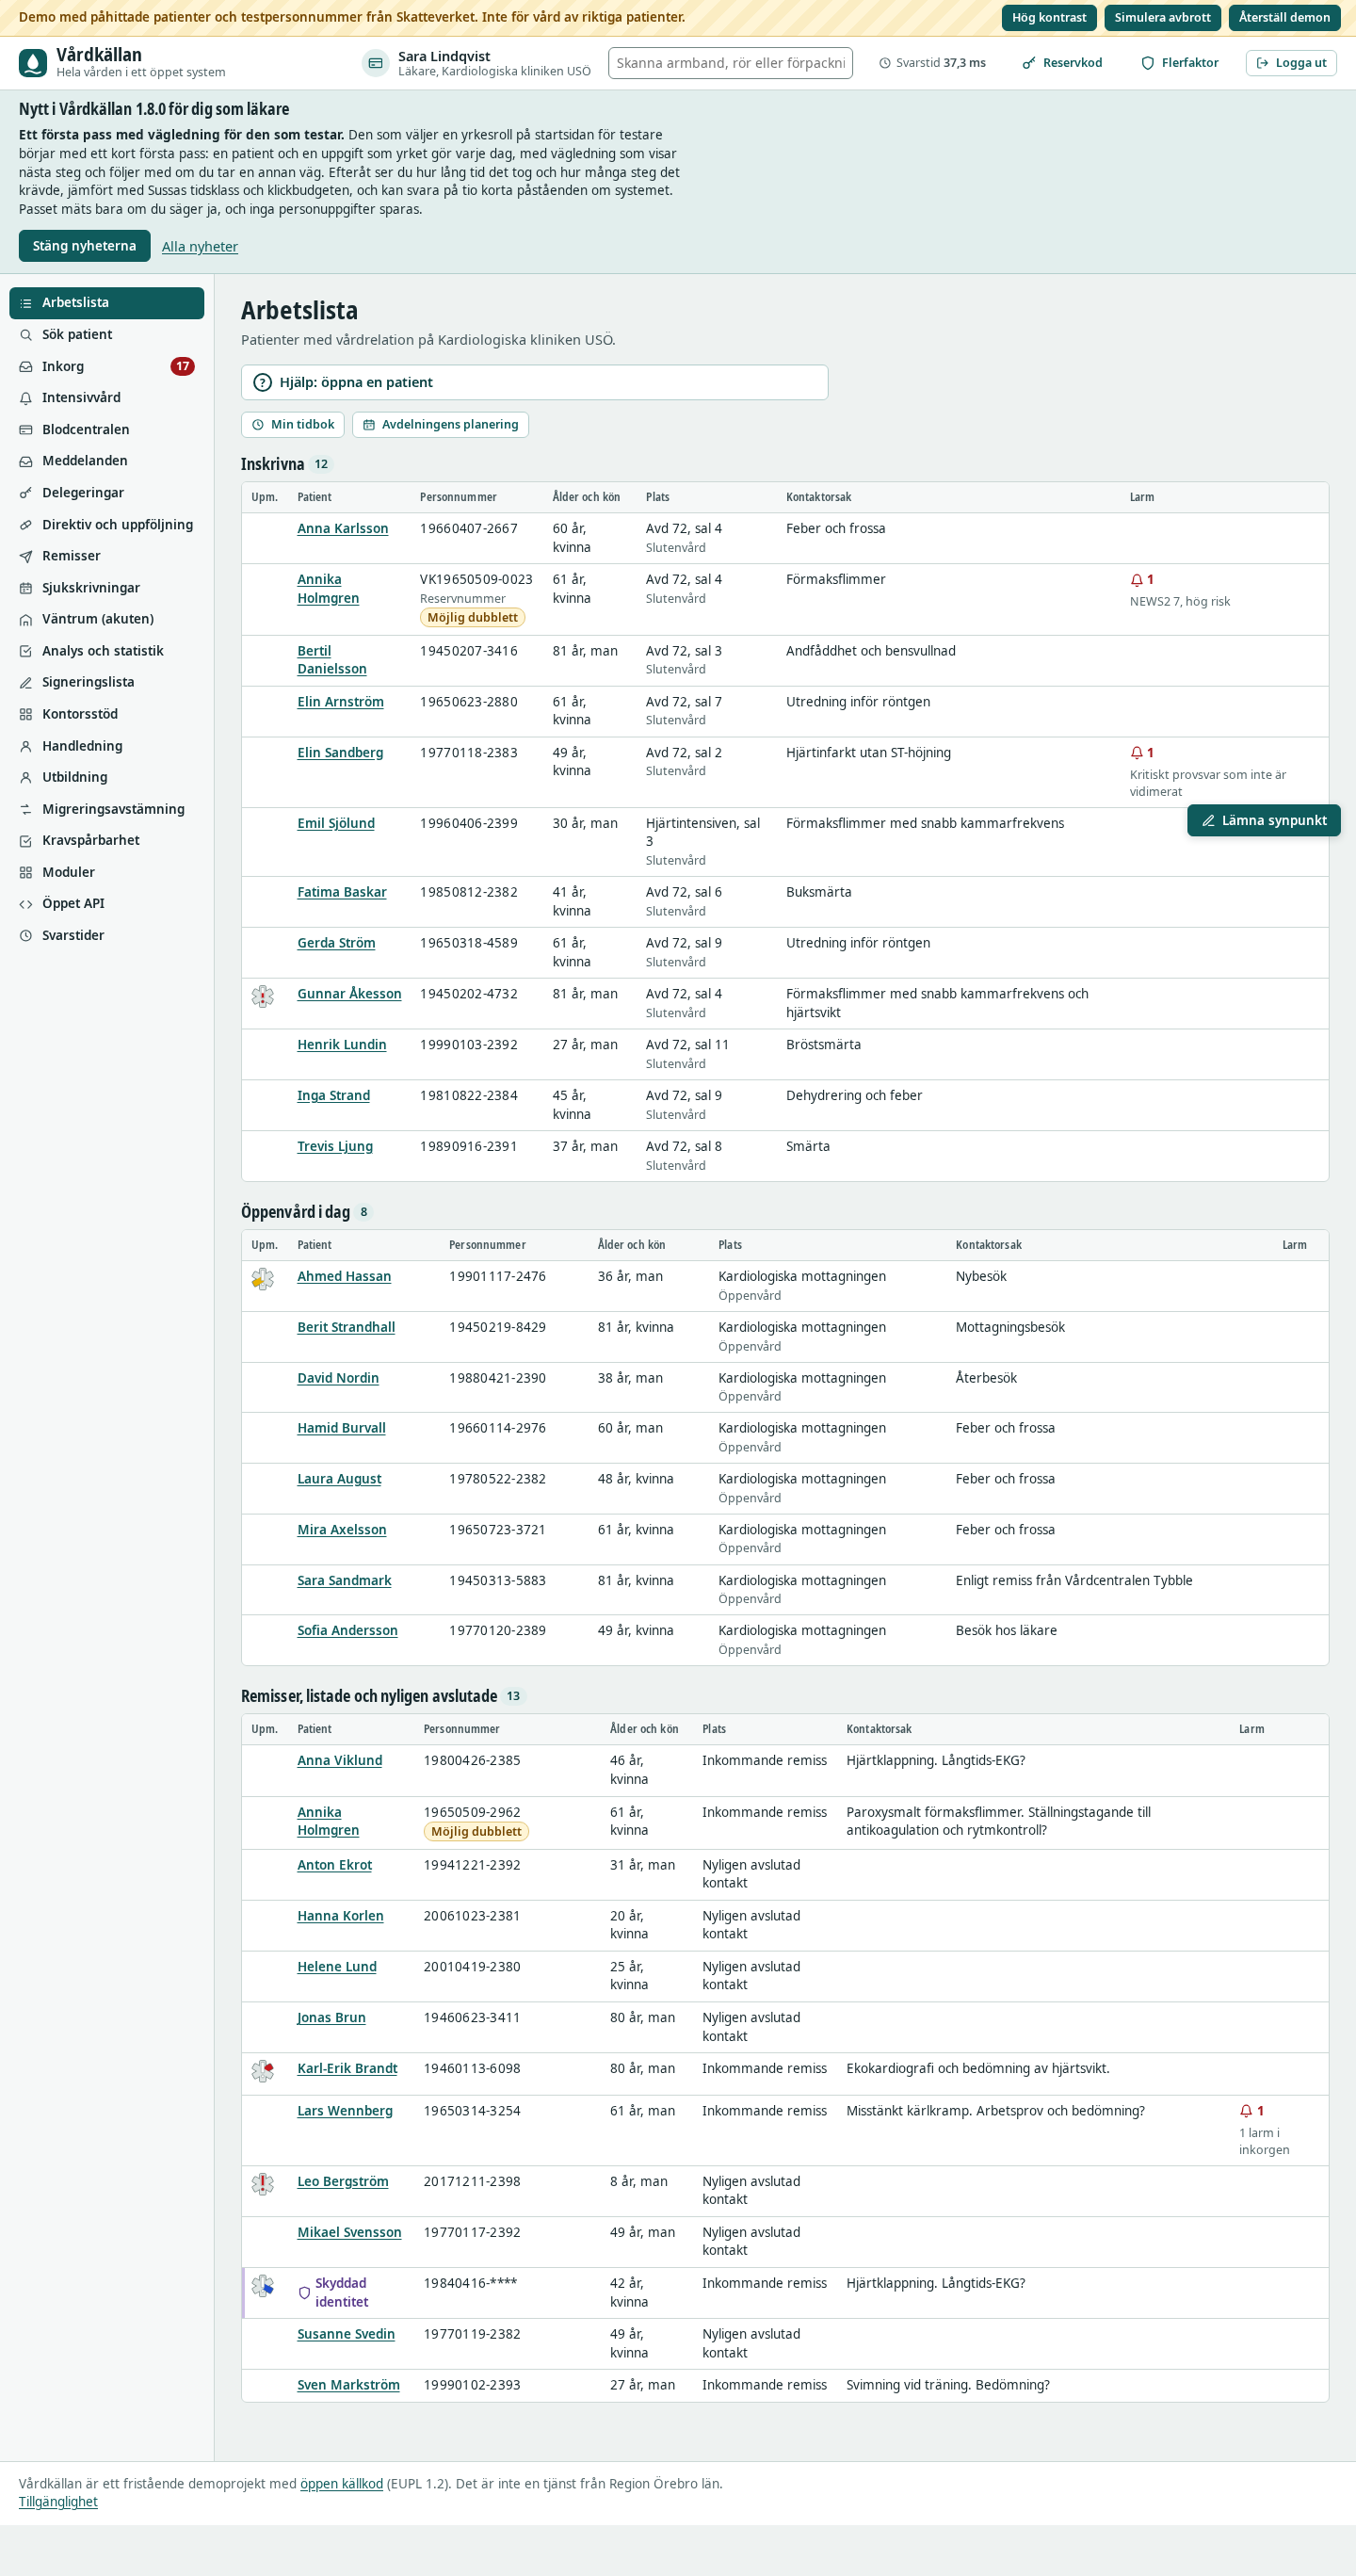 Demo med påhittade patienter och testpersonnummer från Skatteverket. Inte för vård av riktiga patienter.
Hög kontrast
Simulera avbrott
Återställ demon
Vårdkällan
Hela vården i ett öppet system
Sara Lindqvist
Läkare, Kardiologiska kliniken USÖ
Skanna armband, rör eller förpackni
Svarstid 37,3 ms
Reservkod
Flerfaktor
Logga ut
Nytt i Vårdkällan 1.8.0 för dig som läkare
Ett första pass med vägledning för den som testar. Den som väljer en yrkesroll på startsidan för testare
börjar med ett kort första pass: en patient och en uppgift som yrket gör varje dag, med vägledning som visar
nästa steg och följer med om du tar en annan väg. Efteråt ser du hur lång tid det tog och hur många steg det
krävde, jämfört med Sussas tidsklass och klickbudgeten, och kan svara på tio korta påståenden om systemet.
Passet mäts bara om du säger ja, och inga personuppgifter sparas.
Stäng nyheterna
Alla nyheter
Arbetslista
Sök patient
Inkorg 17
Intensivvård
Blodcentralen
Meddelanden
Delegeringar
Direktiv och uppföljning
Remisser
Sjukskrivningar
Väntrum (akuten)
Analys och statistik
Signeringslista
Kontorsstöd
Handledning
Utbildning
Migreringsavstämning
Kravspårbarhet
Moduler
Öppet API
Svarstider
Arbetslista
Patienter med vårdrelation på Kardiologiska kliniken USÖ.
? Hjälp: öppna en patient
Min tidbok
Avdelningens planering
Inskrivna 12
Upm. Patient Personnummer Ålder och kön Plats Kontaktorsak Larm
Anna Karlsson 19660407-2667 60 år, Avd 72, sal 4 Feber och frossa
kvinna Slutenvård
Annika VK19650509-0023 61 år, Avd 72, sal 4 Förmaksflimmer 1
Holmgren Reservnummer kvinna Slutenvård NEWS2 7, hög risk
Möjlig dubblett
Bertil 19450207-3416 81 år, man Avd 72, sal 3 Andfåddhet och bensvullnad
Danielsson Slutenvård
Elin Arnström 19650623-2880 61 år, Avd 72, sal 7 Utredning inför röntgen
kvinna Slutenvård
Elin Sandberg 19770118-2383 49 år, Avd 72, sal 2 Hjärtinfarkt utan ST-höjning 1
kvinna Slutenvård Kritiskt provsvar som inte är
vidimerat
Emil Sjölund 19960406-2399 30 år, man Hjärtintensiven, sal Förmaksflimmer med snabb kammarfrekvens
3
Slutenvård
Lämna synpunkt
Fatima Baskar 19850812-2382 41 år, Avd 72, sal 6 Buksmärta
kvinna Slutenvård
Gerda Ström 19650318-4589 61 år, Avd 72, sal 9 Utredning inför röntgen
kvinna Slutenvård
Gunnar Åkesson 19450202-4732 81 år, man Avd 72, sal 4 Förmaksflimmer med snabb kammarfrekvens och
Slutenvård hjärtsvikt
Henrik Lundin 19990103-2392 27 år, man Avd 72, sal 11 Bröstsmärta
Slutenvård
Inga Strand 19810822-2384 45 år, Avd 72, sal 9 Dehydrering och feber
kvinna Slutenvård
Trevis Ljung 19890916-2391 37 år, man Avd 72, sal 8 Smärta
Slutenvård
Öppenvård i dag 8
Upm. Patient Personnummer Ålder och kön Plats Kontaktorsak Larm
Ahmed Hassan 19901117-2476 36 år, man Kardiologiska mottagningen Nybesök
Öppenvård
Berit Strandhall 19450219-8429 81 år, kvinna Kardiologiska mottagningen Mottagningsbesök
Öppenvård
David Nordin 19880421-2390 38 år, man Kardiologiska mottagningen Återbesök
Öppenvård
Hamid Burvall 19660114-2976 60 år, man Kardiologiska mottagningen Feber och frossa
Öppenvård
Laura August 19780522-2382 48 år, kvinna Kardiologiska mottagningen Feber och frossa
Öppenvård
Mira Axelsson 19650723-3721 61 år, kvinna Kardiologiska mottagningen Feber och frossa
Öppenvård
Sara Sandmark 19450313-5883 81 år, kvinna Kardiologiska mottagningen Enligt remiss från Vårdcentralen Tybble
Öppenvård
Sofia Andersson 19770120-2389 49 år, kvinna Kardiologiska mottagningen Besök hos läkare
Öppenvård
Remisser, listade och nyligen avslutade 13
Upm. Patient Personnummer Ålder och kön Plats Kontaktorsak Larm
Anna Viklund 19800426-2385 46 år, Inkommande remiss Hjärtklappning. Långtids-EKG?
kvinna
Annika 19650509-2962 61 år, Inkommande remiss Paroxysmalt förmaksflimmer. Ställningstagande till
Holmgren Möjlig dubblett kvinna antikoagulation och rytmkontroll?
Anton Ekrot 19941221-2392 31 år, man Nyligen avslutad
kontakt
Hanna Korlen 20061023-2381 20 år, Nyligen avslutad
kvinna kontakt
Helene Lund 20010419-2380 25 år, Nyligen avslutad
kvinna kontakt
Jonas Brun 19460623-3411 80 år, man Nyligen avslutad
kontakt
Karl-Erik Brandt 19460113-6098 80 år, man Inkommande remiss Ekokardiografi och bedömning av hjärtsvikt.
Lars Wennberg 19650314-3254 61 år, man Inkommande remiss Misstänkt kärlkramp. Arbetsprov och bedömning? 1
1 larm i
inkorgen
Leo Bergström 20171211-2398 8 år, man Nyligen avslutad
kontakt
Mikael Svensson 19770117-2392 49 år, man Nyligen avslutad
kontakt
Skyddad 19840416-**** 42 år, Inkommande remiss Hjärtklappning. Långtids-EKG?
identitet kvinna
Susanne Svedin 19770119-2382 49 år, Nyligen avslutad
kvinna kontakt
Sven Markström 19990102-2393 27 år, man Inkommande remiss Svimning vid träning. Bedömning?
Vårdkällan är ett fristående demoprojekt med öppen källkod (EUPL 1.2). Det är inte en tjänst från Region Örebro län.
Tillgänglighet